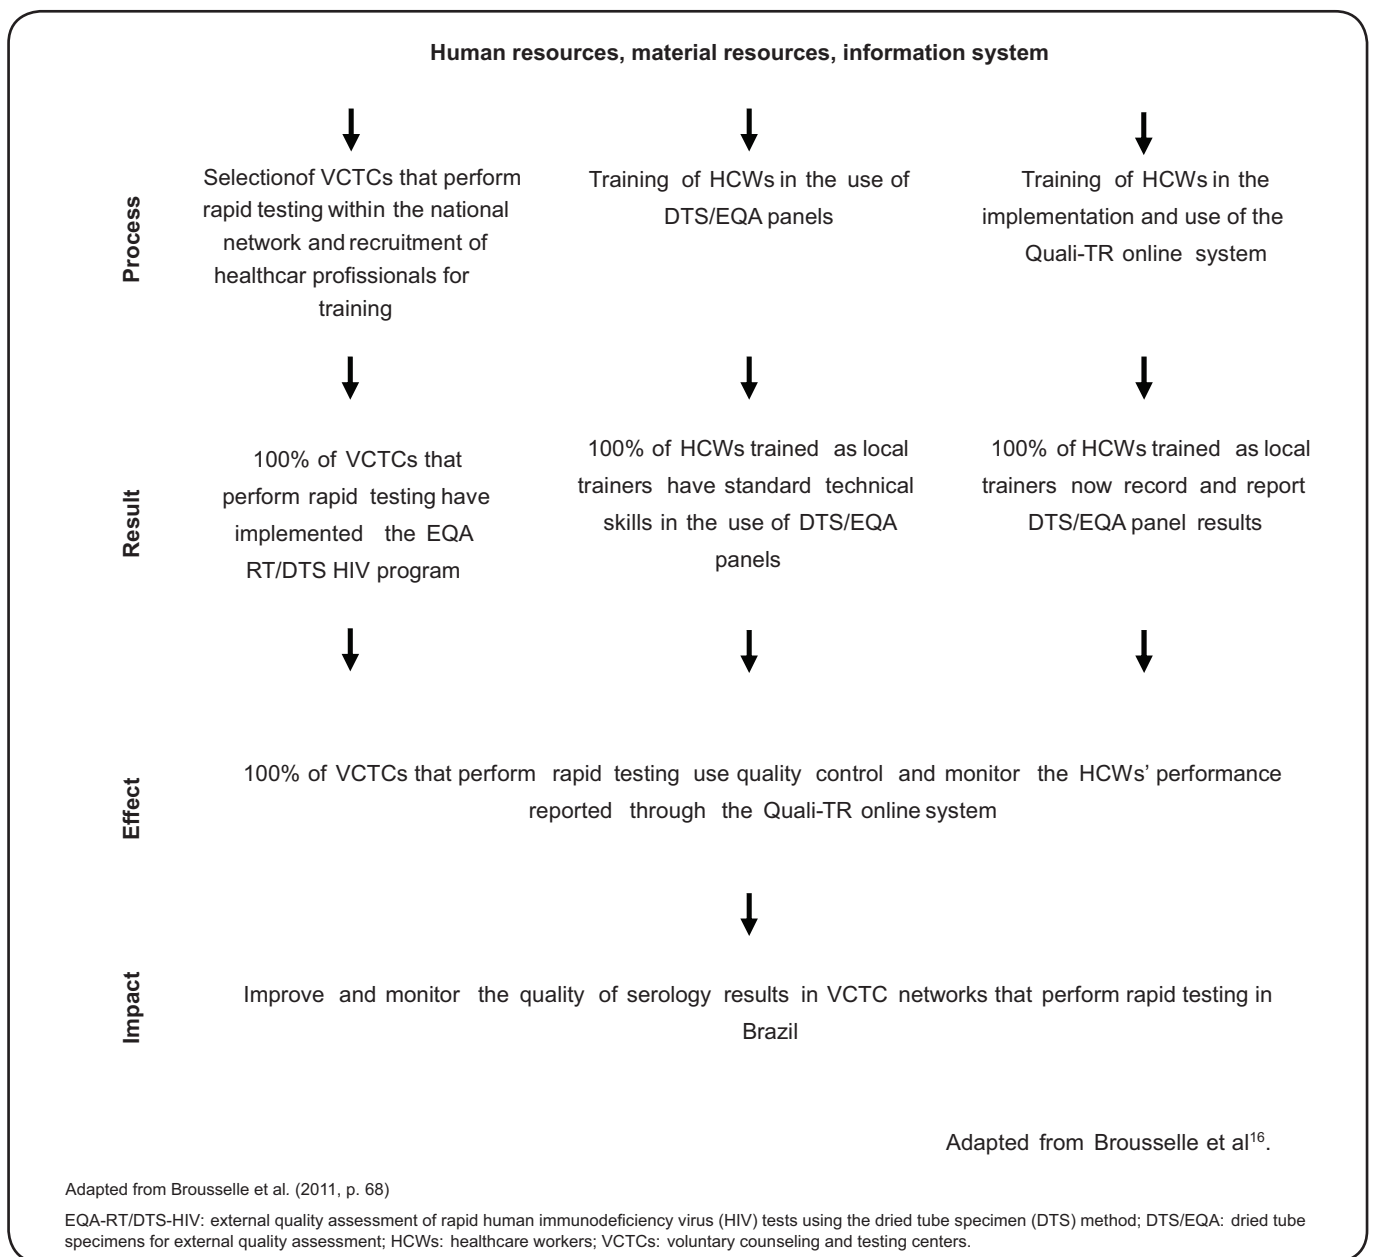 Human resources, material resources, information system
Process
Selectionof VCTCs that perform
rapid testing within the national
network and recruitment of
healthcar profissionals for
training
Training of HCWs in the use of
DTS/EQA panels
Training of HCWs in the
implementation and use of the
Quali-TR online system
Result
100% of VCTCs that
perform rapid testing have
implemented the EQA
RT/DTS HIV program
100% of HCWs trained as local
trainers have standard technical
skills in the use of DTS/EQA
panels
100% of HCWs trained as local
trainers now record and report
DTS/EQA panel results
Effect
100% of VCTCs that perform rapid testing use quality control and monitor the HCWs' performance
reported through the Quali-TR online system
Impact
Improve and monitor the quality of serology results in VCTC networks that perform rapid testing in
Brazil
Adapted from Brousselle et al16.
Adapted from Brousselle et al. (2011, p. 68)
EQA-RT/DTS-HIV: external quality assessment of rapid human immunodeficiency virus (HIV) tests using the dried tube specimen (DTS) method; DTS/EQA: dried tube
specimens for external quality assessment; HCWs: healthcare workers; VCTCs: voluntary counseling and testing centers.